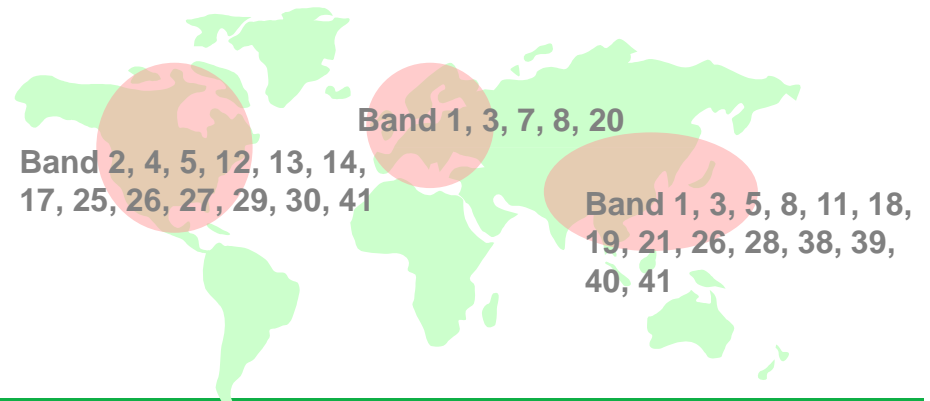 Band 1, 3, 7, 8, 20
Band 2, 4, 5, 12, 13, 14,
17, 25, 26, 27, 29, 30, 41
Band 1, 3, 5, 8, 11, 18,
19, 21, 26, 28, 38, 39,
40, 41